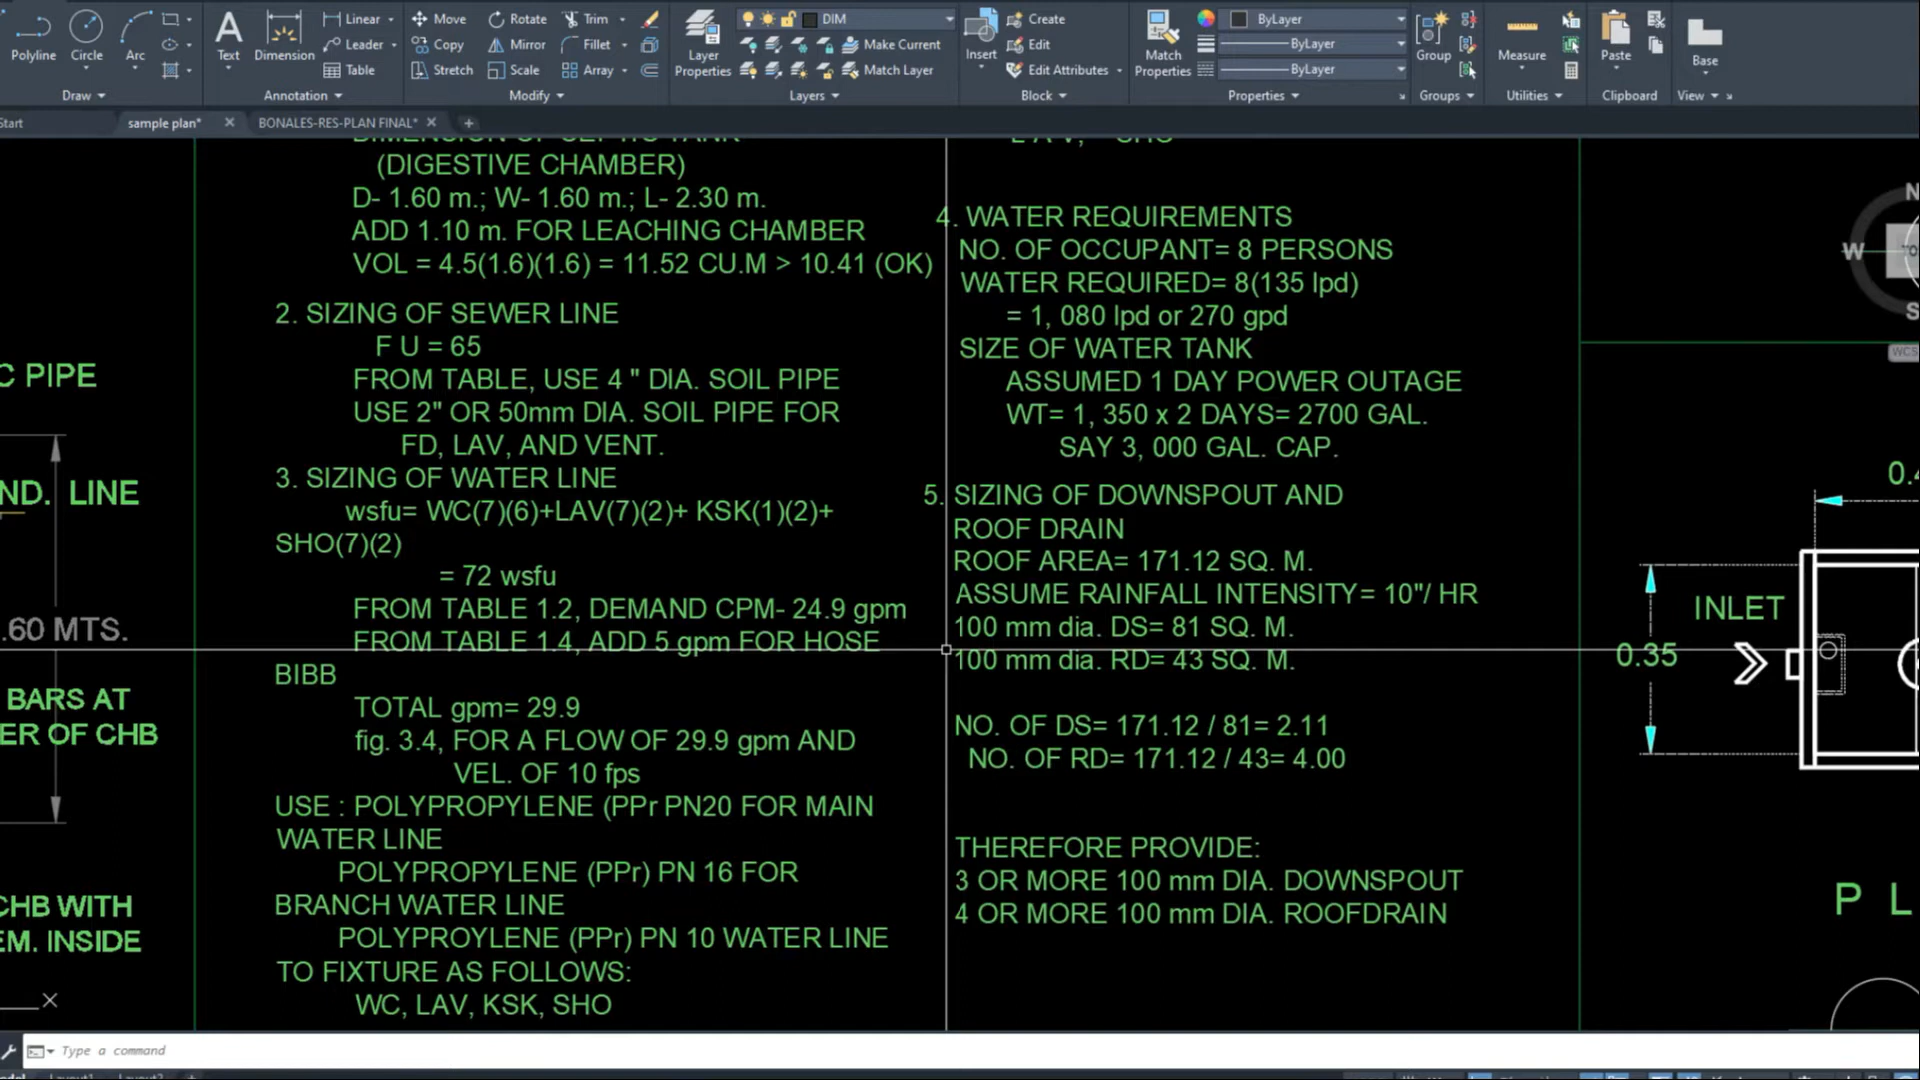 Linear
Move
Rotate
Trim
DIM
Create
ByLayer
Leader
Copy
Mirror
Fillet
Make Current
Edit
ByLayer
Polyline
Circle
Arc
Text
Dimension
Table
Stretch
Scale
Array
Layer
Properties
Match Layer
Insert
Edit Attributes
Match
Properties
ByLayer
Group
Measure
Paste
Base
Draw
Annotation
Modify
Layers
Block
Properties
Groups
Utilities
Clipboard
View
Start
sample plan*
BONALES-RES-PLAN FINAL*
(DIGESTIVE CHAMBER)
D- 1.60 m.; W- 1.60 m.; L- 2.30 m.
ADD 1.10 m. FOR LEACHING CHAMBER
VOL = 4.5(1.6)(1.6) = 11.52 CU.M > 10.41 (OK)
2. SIZING OF SEWER LINE
F U = 65
FROM TABLE, USE 4 " DIA. SOIL PIPE
USE 2" OR 50mm DIA. SOIL PIPE FOR
FD, LAV, AND VENT.
3. SIZING OF WATER LINE
wsfu= WC(7)(6)+LAV(7)(2)+ KSK(1)(2)+
SHO(7)(2)
= 72 wsfu
FROM TABLE 1.2, DEMAND CPM- 24.9 gpm
FROM TABLE 1.4, ADD 5 gpm FOR HOSE
BIBB
TOTAL gpm= 29.9
fig. 3.4, FOR A FLOW OF 29.9 gpm AND
VEL. OF 10 fps
USE : POLYPROPYLENE (PPr PN20 FOR MAIN
WATER LINE
POLYPROPYLENE (PPr) PN 16 FOR
BRANCH WATER LINE
POLYPROYLENE (PPr) PN 10 WATER LINE
TO FIXTURE AS FOLLOWS:
WC, LAV, KSK, SHO
4. WATER REQUIREMENTS
NO. OF OCCUPANT= 8 PERSONS
WATER REQUIRED= 8(135 lpd)
= 1, 080 lpd or 270 gpd
SIZE OF WATER TANK
ASSUMED 1 DAY POWER OUTAGE
WT= 1, 350 x 2 DAYS= 2700 GAL.
SAY 3, 000 GAL. CAP.
5. SIZING OF DOWNSPOUT AND
ROOF DRAIN
ROOF AREA= 171.12 SQ. M.
ASSUME RAINFALL INTENSITY= 10"/ HR
100 mm dia. DS= 81 SQ. M.
100 mm dia. RD= 43 SQ. M.
NO. OF DS= 171.12 / 81= 2.11
NO. OF RD= 171.12 / 43= 4.00
THEREFORE PROVIDE:
3 OR MORE 100 mm DIA. DOWNSPOUT
4 OR MORE 100 mm DIA. ROOFDRAIN
C PIPE
ND. LINE
.60 MTS.
BARS AT
ER OF CHB
CHB WITH
EM. INSIDE
X
N
W
S
WCS
INLET
0.35
P L
Type a command